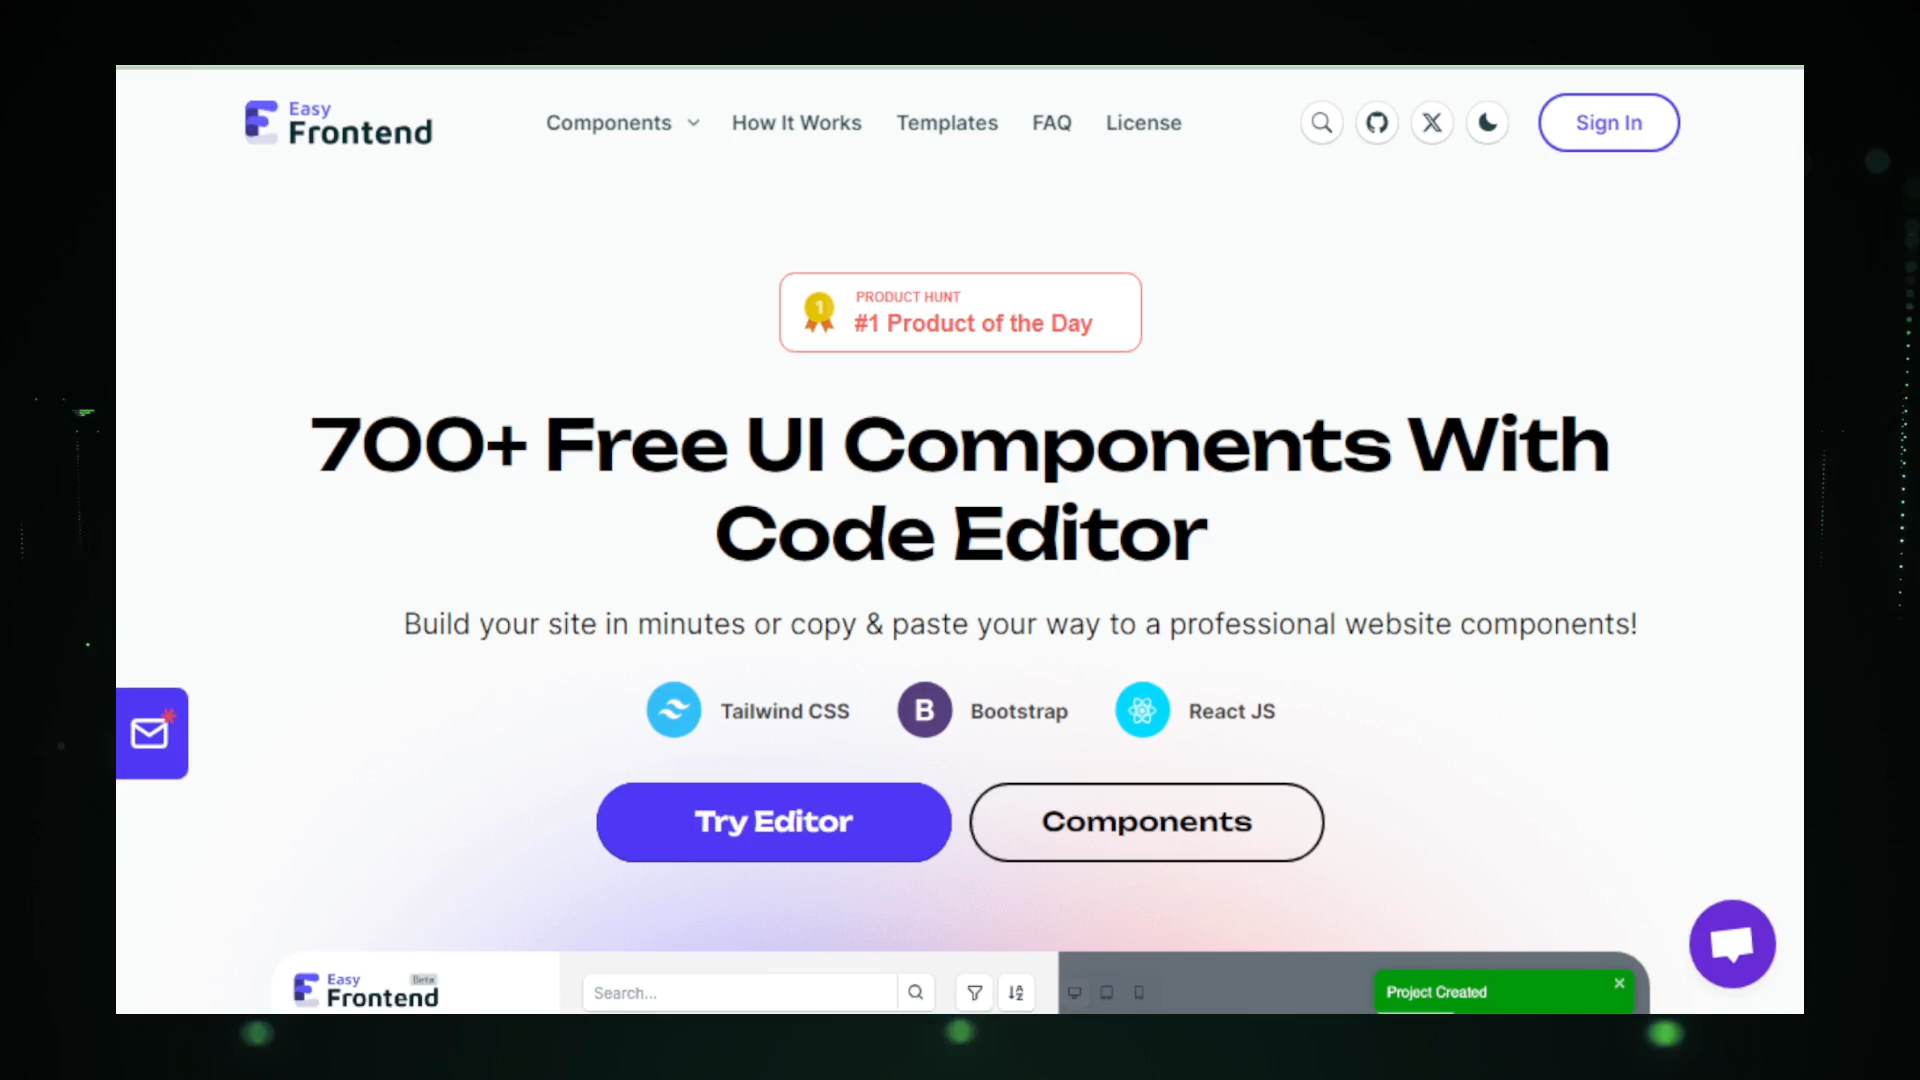 Easy
Frontend
Components
How It Works
Templates
FAQ
License
Sign In
1
PRODUCT HUNT
#1 Product of the Day
700+ Free UI Components With
Code Editor
Build your site in minutes or copy & paste your way to a professional website components!
Tailwind CSS
B
Bootstrap
React JS
Try Editor
Components
Easy
Beta
Frontend
Search...
Project Created